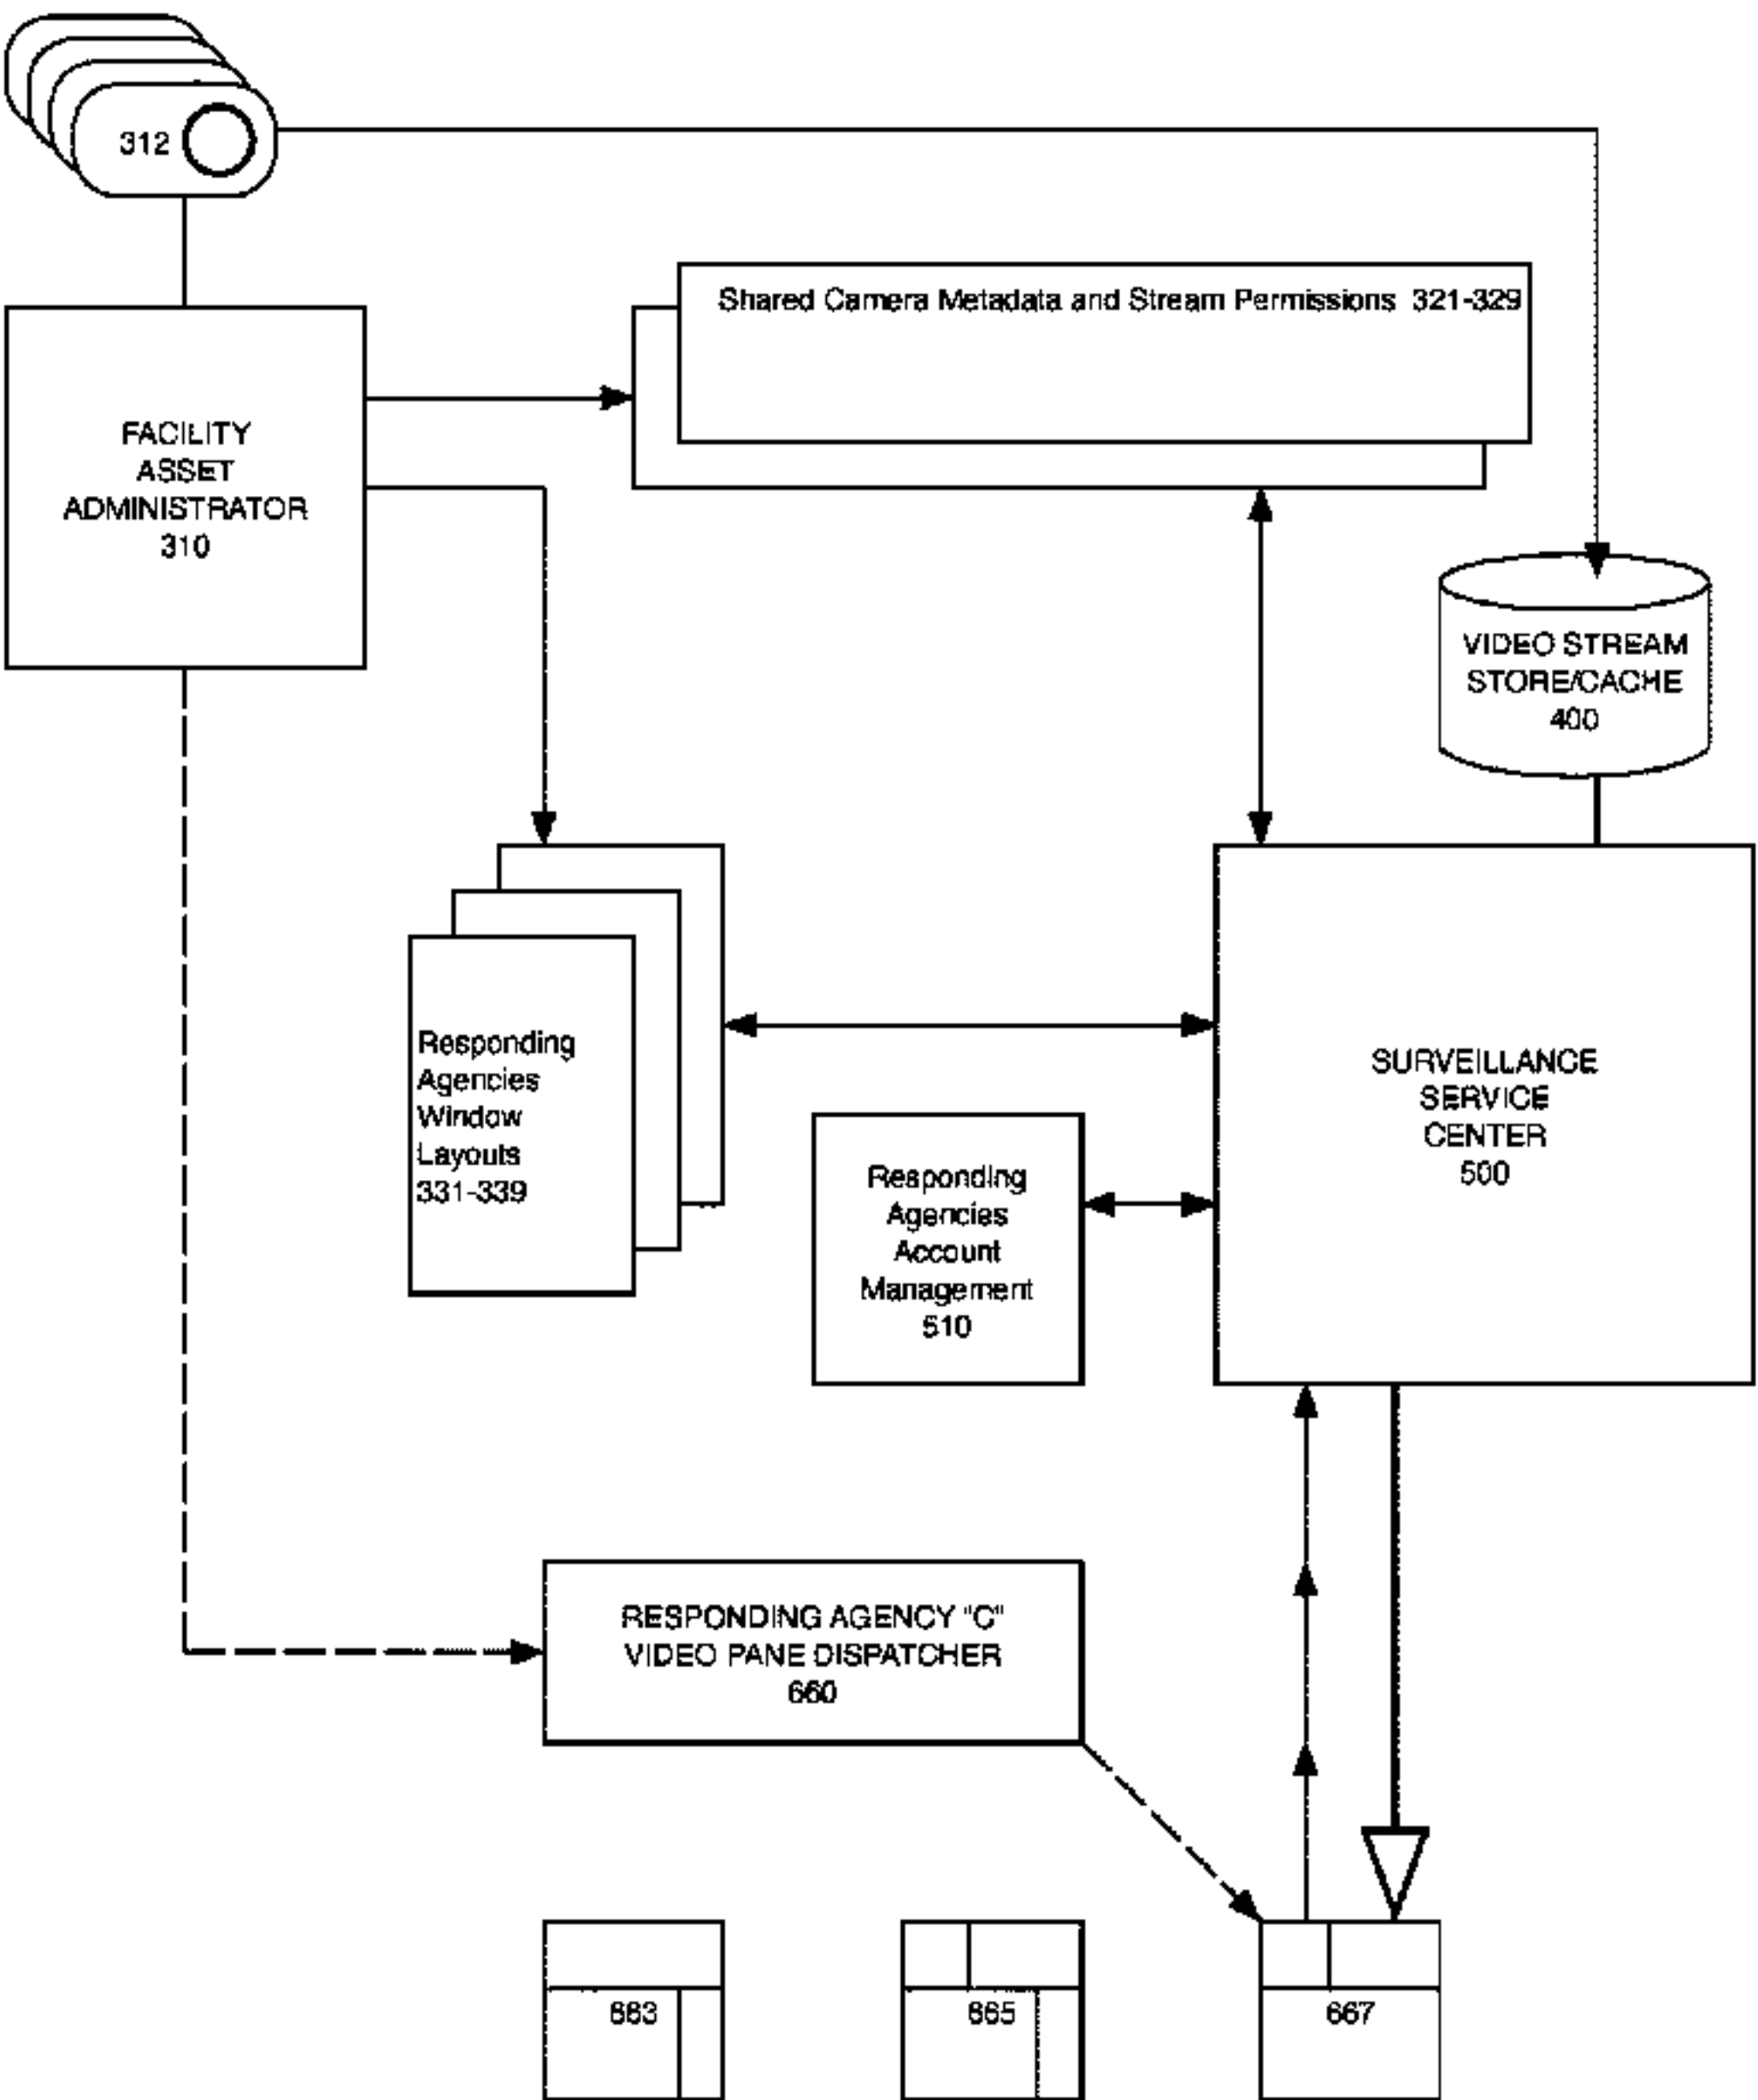 312
Shared Camera Metadata and Stream Permissions 321-329
FACILITY
ASSET
ADMINISTRATOR
310
VIDEO STREAM
STORE/CACHE
400
Responding
Agencies
Window
Layouts
331-339
SURVEILLANCE
SERVICE
CENTER
500
Responding
Agencies
Account
Management
510
RESPONDING AGENCY "C"
VIDEO PANE DISPATCHER
660
663
665
667